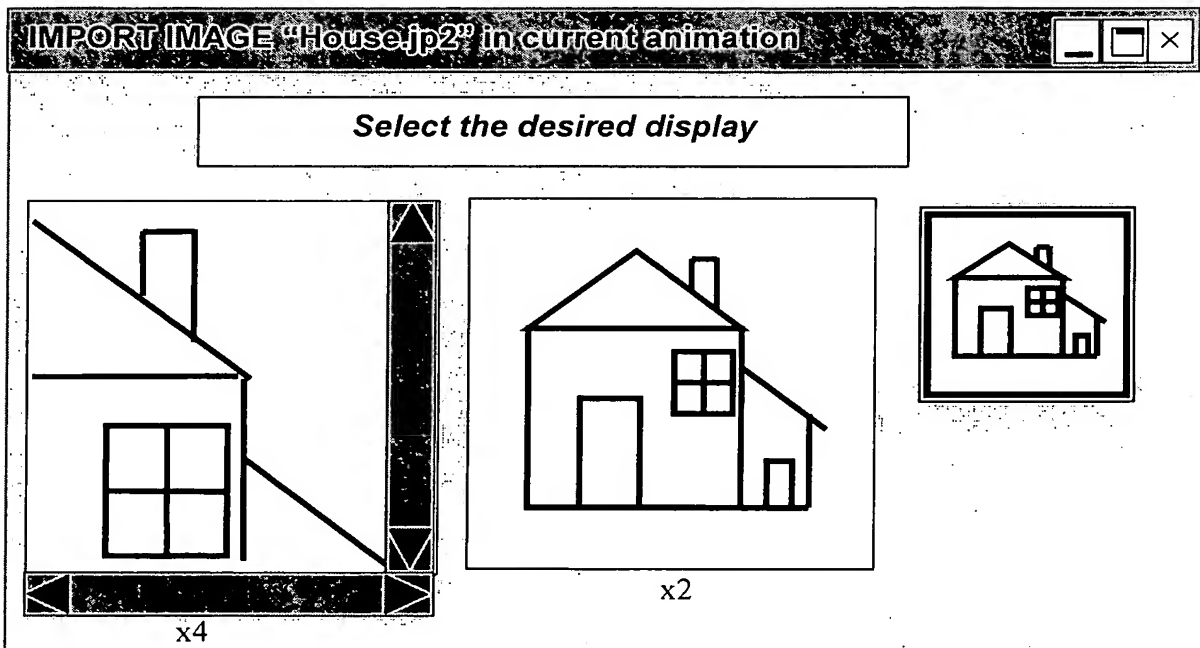 IMPORT IMAGE “House.jp2” in current animation
Select the desired display
x4
x2